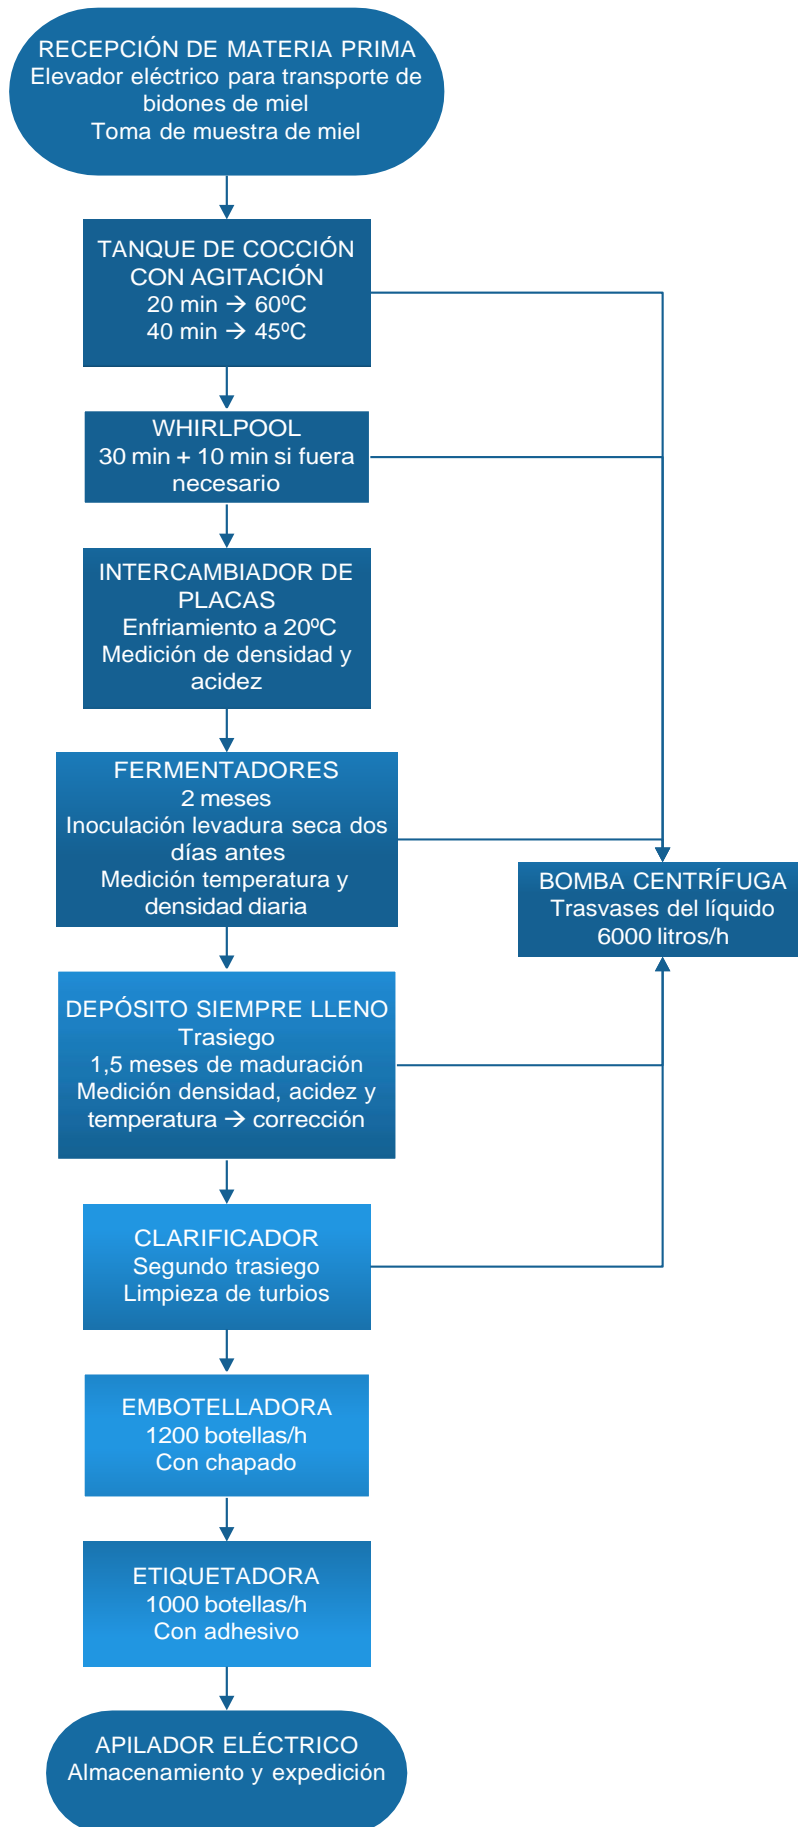 RECEPCIÓN DE MATERIA PRIMA
Elevador eléctrico para transporte de
bidones de miel
Toma de muestra de miel
TANQUE DE COCCIÓN
CON AGITACIÓN
20 min → 60ºC
40 min → 45ºC
WHIRLPOOL
30 min + 10 min si fuera
necesario
INTERCAMBIADOR DE
PLACAS
Enfriamiento a 20ºC
Medición de densidad y
acidez
FERMENTADORES
2 meses
Inoculación levadura seca dos
días antes
Medición temperatura y
densidad diaria
BOMBA CENTRÍFUGA
Trasvases del líquido
6000 litros/h
DEPÓSITO SIEMPRE LLENO
Trasiego
1,5 meses de maduración
Medición densidad, acidez y
temperatura → corrección
CLARIFICADOR
Segundo trasiego
Limpieza de turbios
EMBOTELLADORA
1200 botellas/h
Con chapado
ETIQUETADORA
1000 botellas/h
Con adhesivo
APILADOR ELÉCTRICO
Almacenamiento y expedición